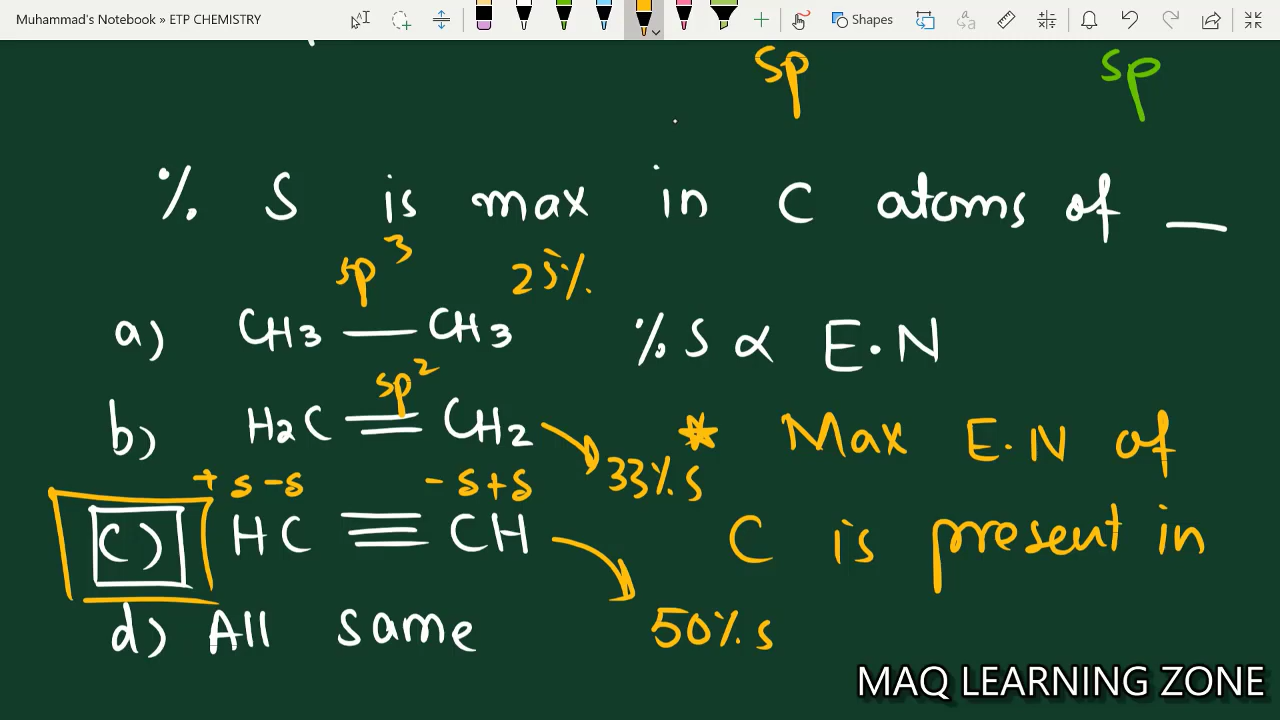 Muhammad's Notebook » ETP CHEMISTRY
Shapes
sp sp
% S is max in C atoms of __
sp³ 25%
a) CH3 — CH3 % S ∝ E.N
sp²
b) H2C = CH2 33% s * Max E.N of
+ s - s - s + s
C) HC ≡ CH C is present in
d) All same 50% s
MAQ LEARNING ZONE